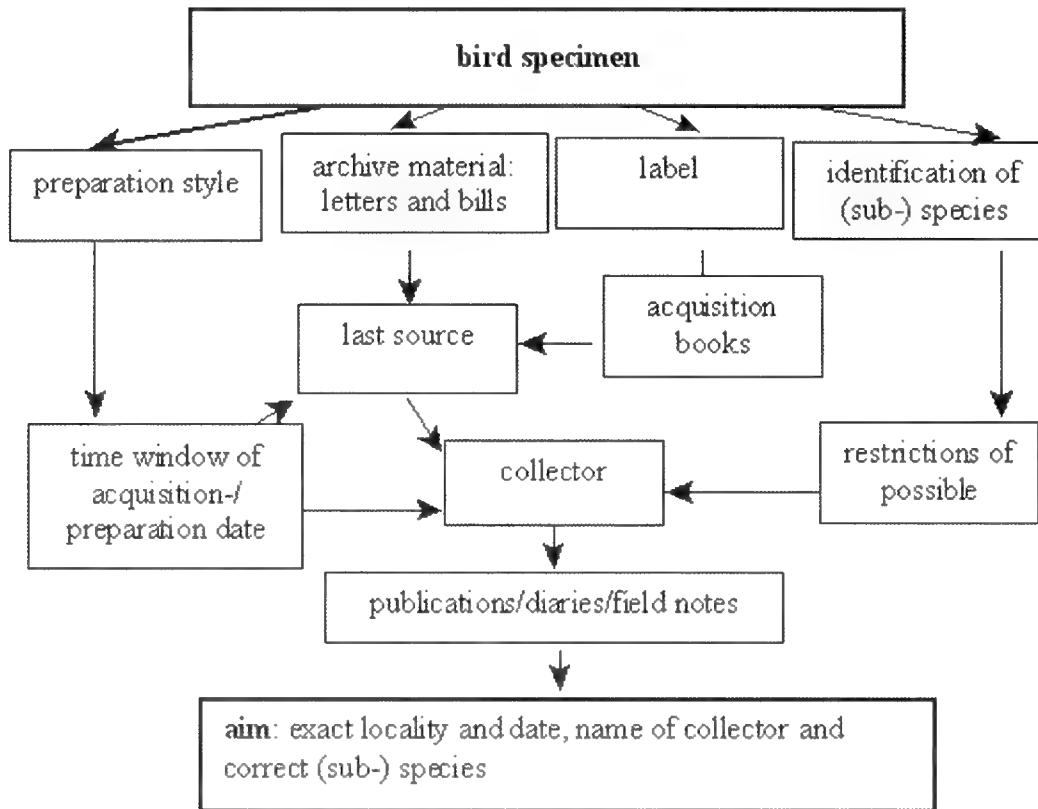 bird specimen
preparation style
archive material:
letters and bills
label
identification of
(sub-) species
last source
acquisition
books
time window of
acquisition-/
preparation date
collector
restrictions of
possible
publications/diaries/field notes
aim: exact locality and date, name of collector and
correct (sub-) species